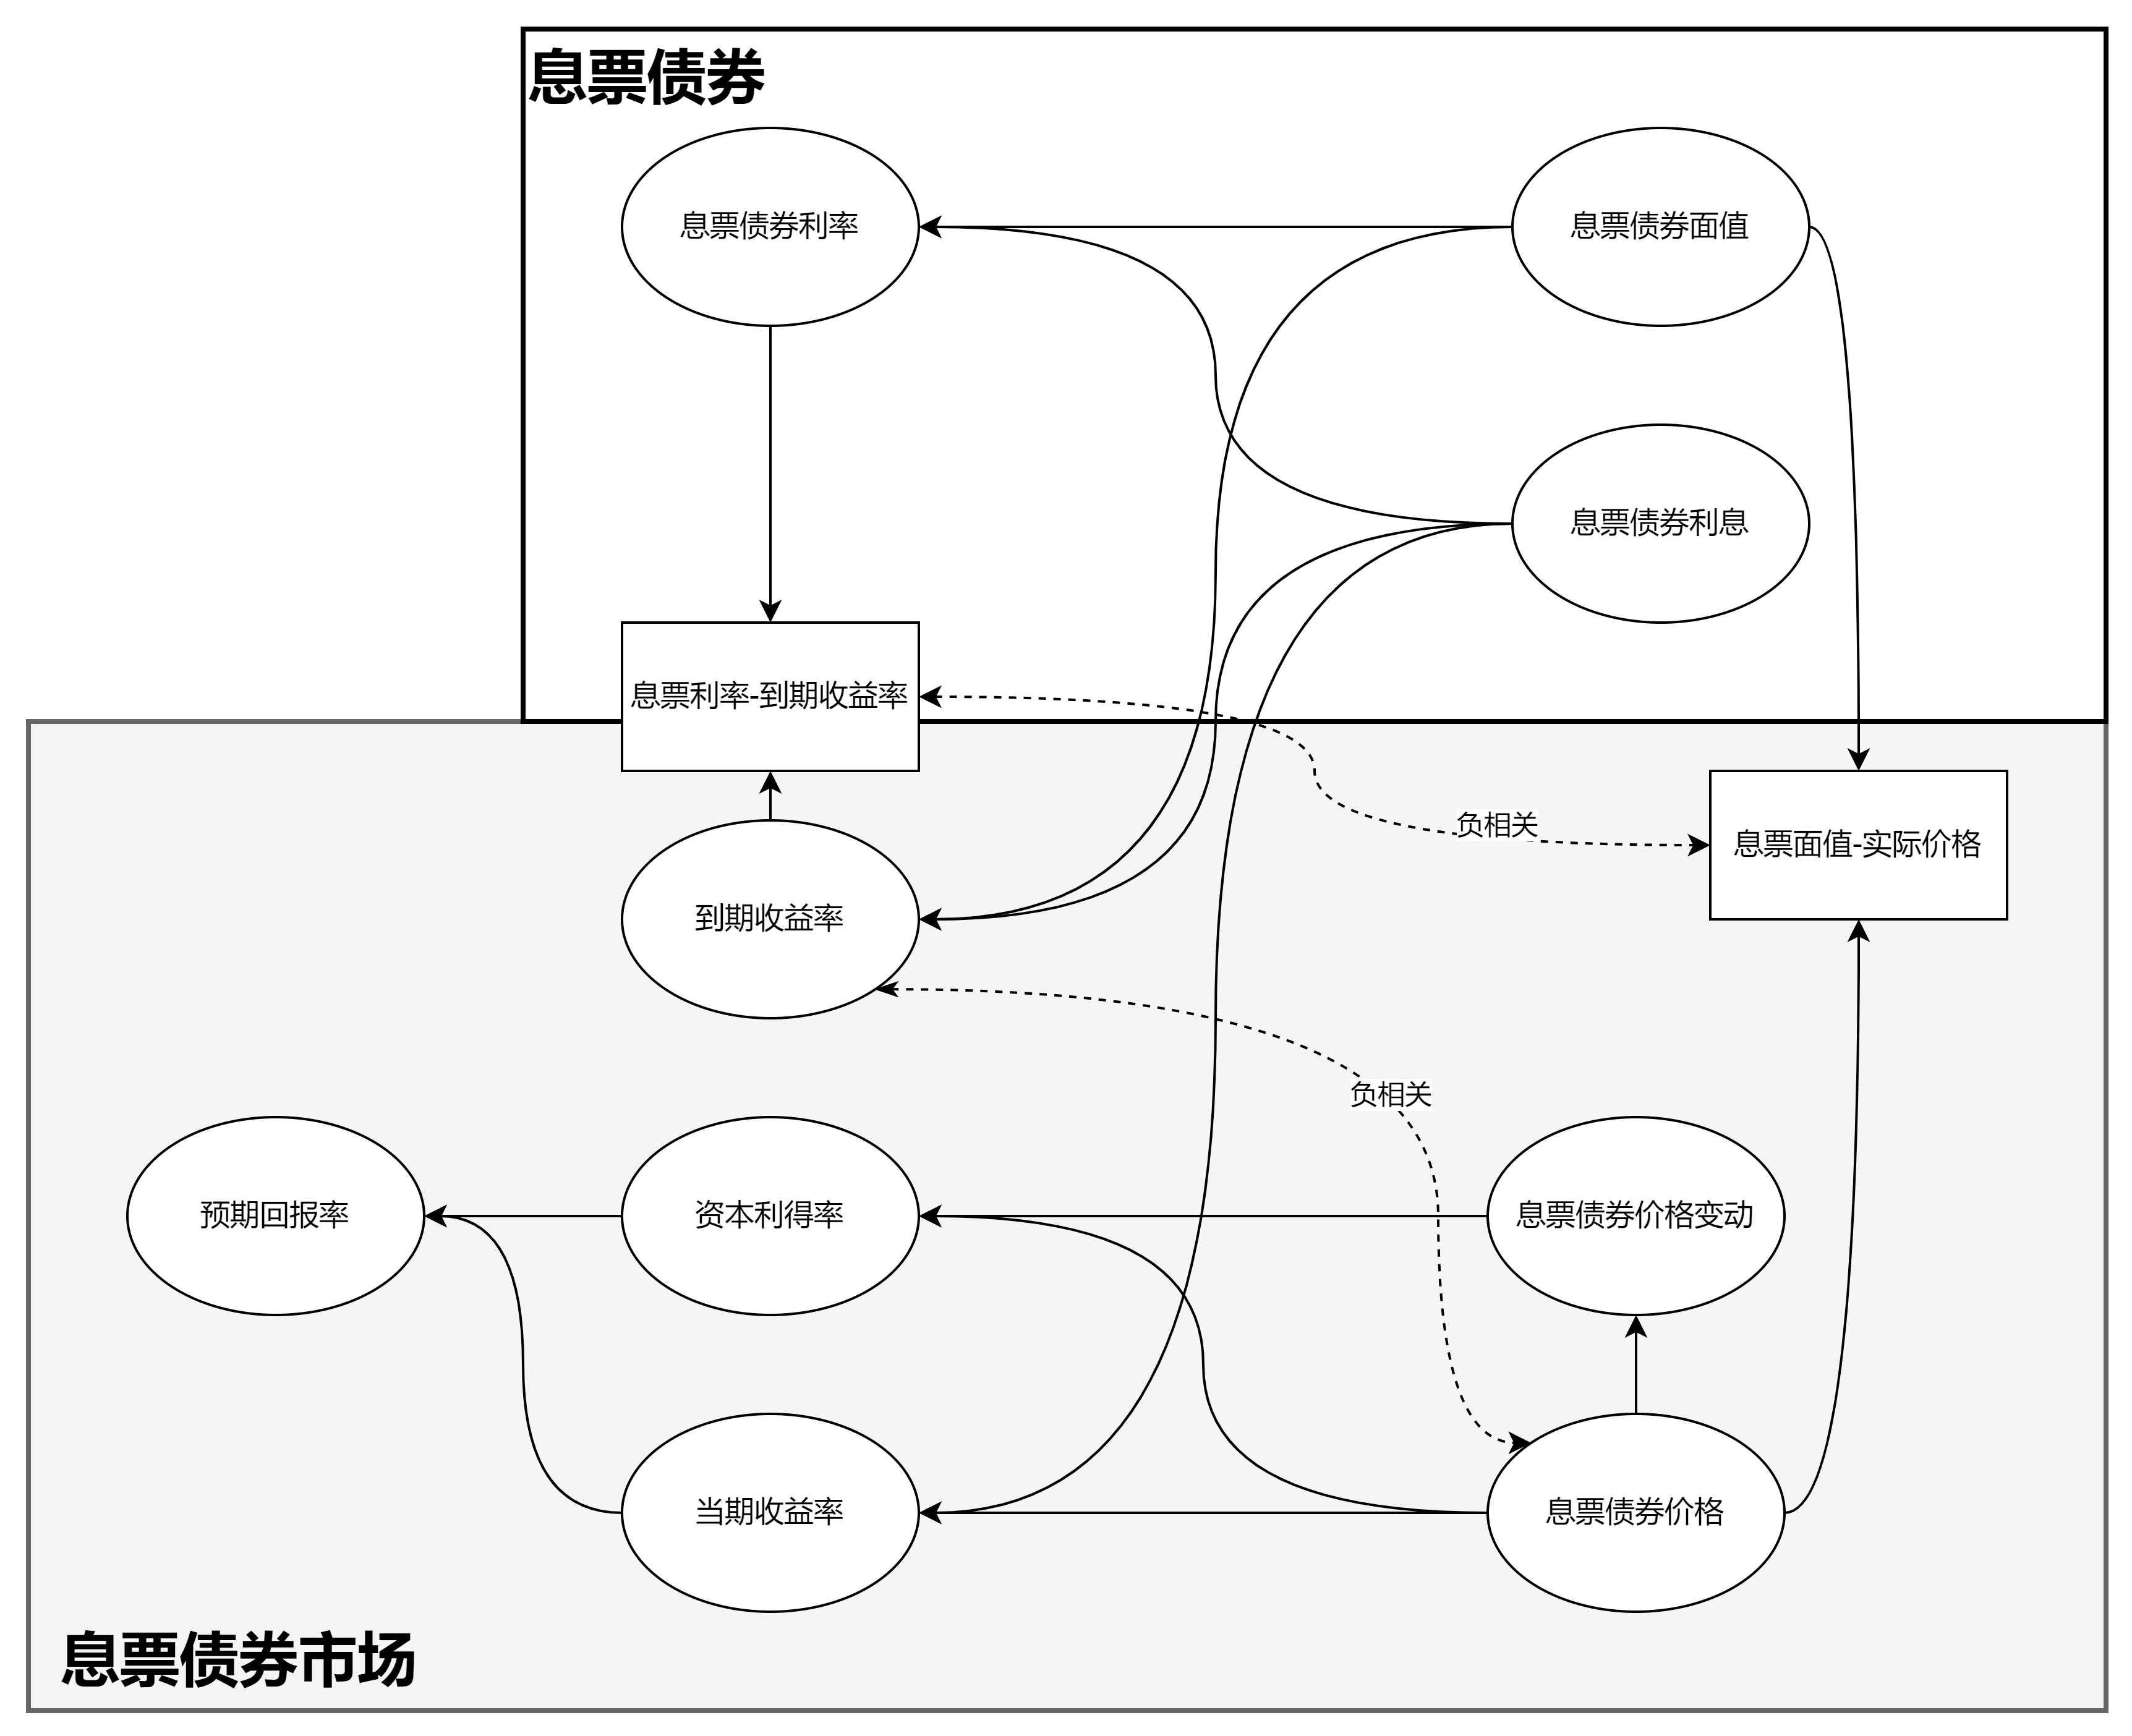 息票债券
息票债券利率
息票债券面值
息票债券利息
息票利率-到期收益率
负相关
息票面值-实际价格
到期收益率
负相关
预期回报率
资本利得率
息票债券价格变动
当期收益率
息票债券价格
息票债券市场